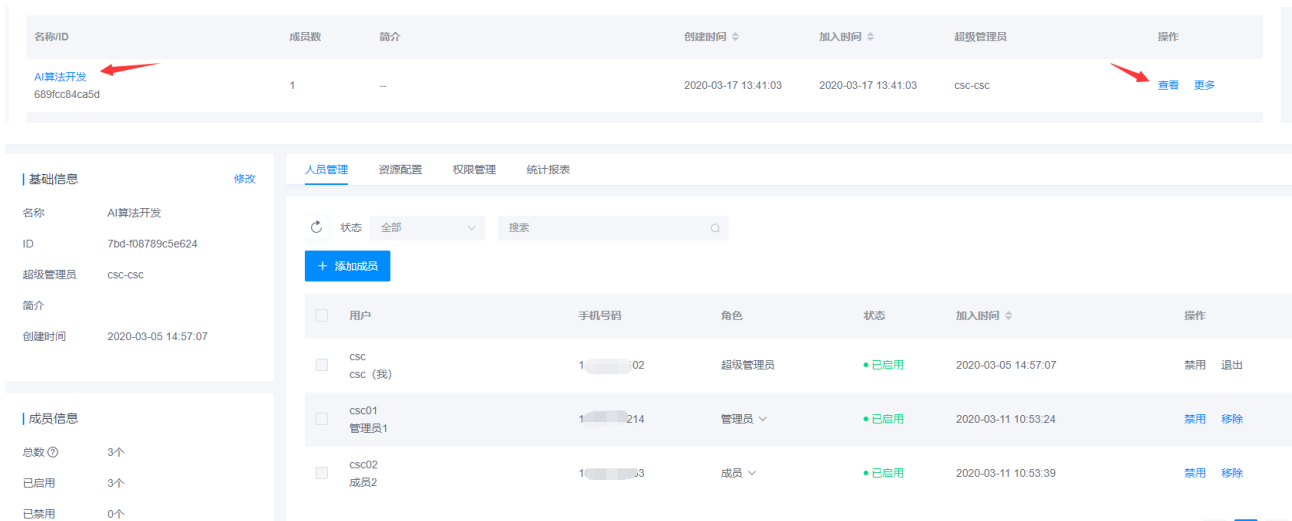 名称/ID 成员数 简介 创建时间 加入时间 超级管理员 操作
AI算法开发
689fcc84ca5d 1 -- 2020-03-17 13:41:03 2020-03-17 13:41:03 csc-csc 查看 更多
基础信息 修改
名称 AI算法开发
ID 7bd-f08789c5e624
超级管理员 csc-csc
简介
创建时间 2020-03-05 14:57:07
成员信息
总数 3个
已启用 3个
已禁用 0个
人员管理 资源配置 权限管理 统计报表
状态 全部 搜索
+ 添加成员
用户 手机号码 角色 状态 加入时间 操作
csc
csc（我） 1 02 超级管理员 已启用 2020-03-05 14:57:07 禁用 退出
csc01
管理员1 1 214 管理员 已启用 2020-03-11 10:53:24 禁用 移除
csc02
成员2 1 3 成员 已启用 2020-03-11 10:53:39 禁用 移除